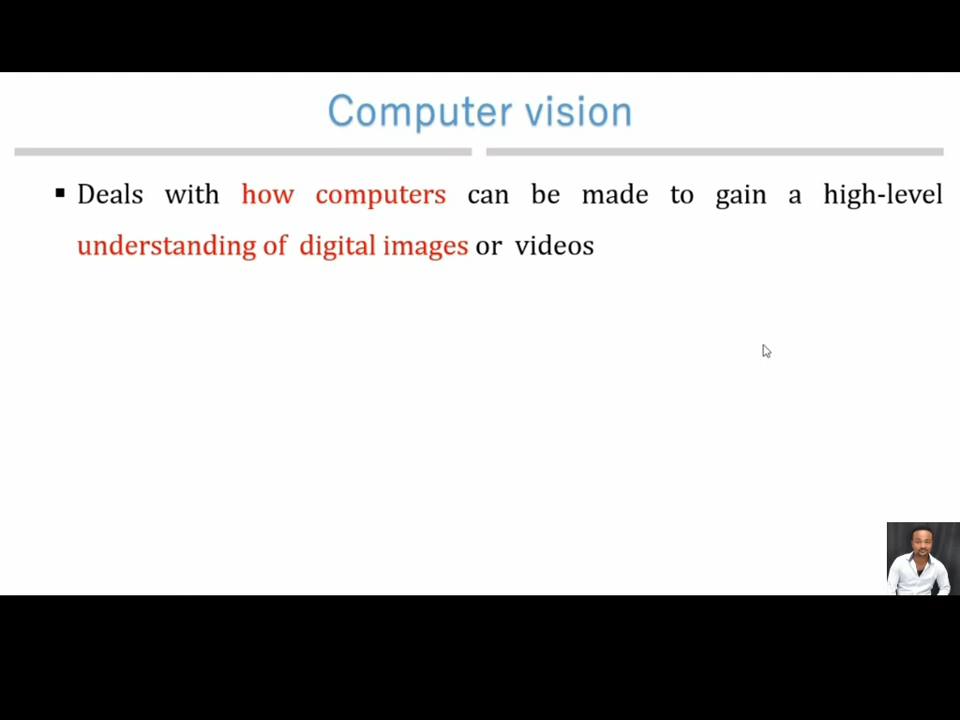 Computer vision
▪ Deals with how computers can be made to gain a high-level
understanding of digital images or videos